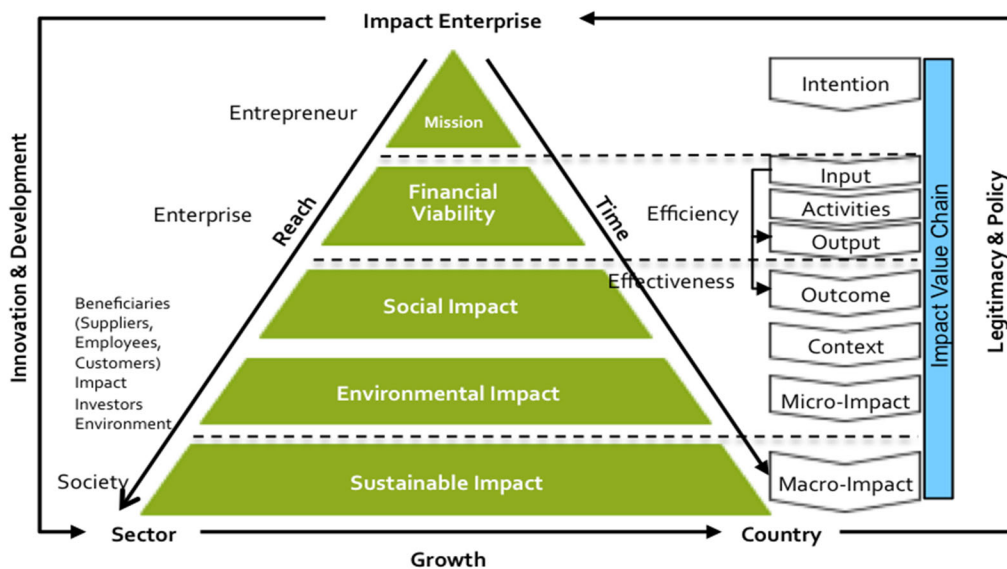 Impact Enterprise
Innovation & Development
Entrepreneur
Enterprise
Beneficiaries
(Suppliers,
Employees,
Customers)
Impact
Investors
Environment
Society
Reach
Mission
Financial
Viability
Social Impact
Environmental Impact
Sustainable Impact
Time
Efficiency
Effectiveness
Intention
Input
Activities
Output
Outcome
Context
Micro-Impact
Macro-Impact
Impact Value Chain
Legitimacy & Policy
Sector
Growth
Country